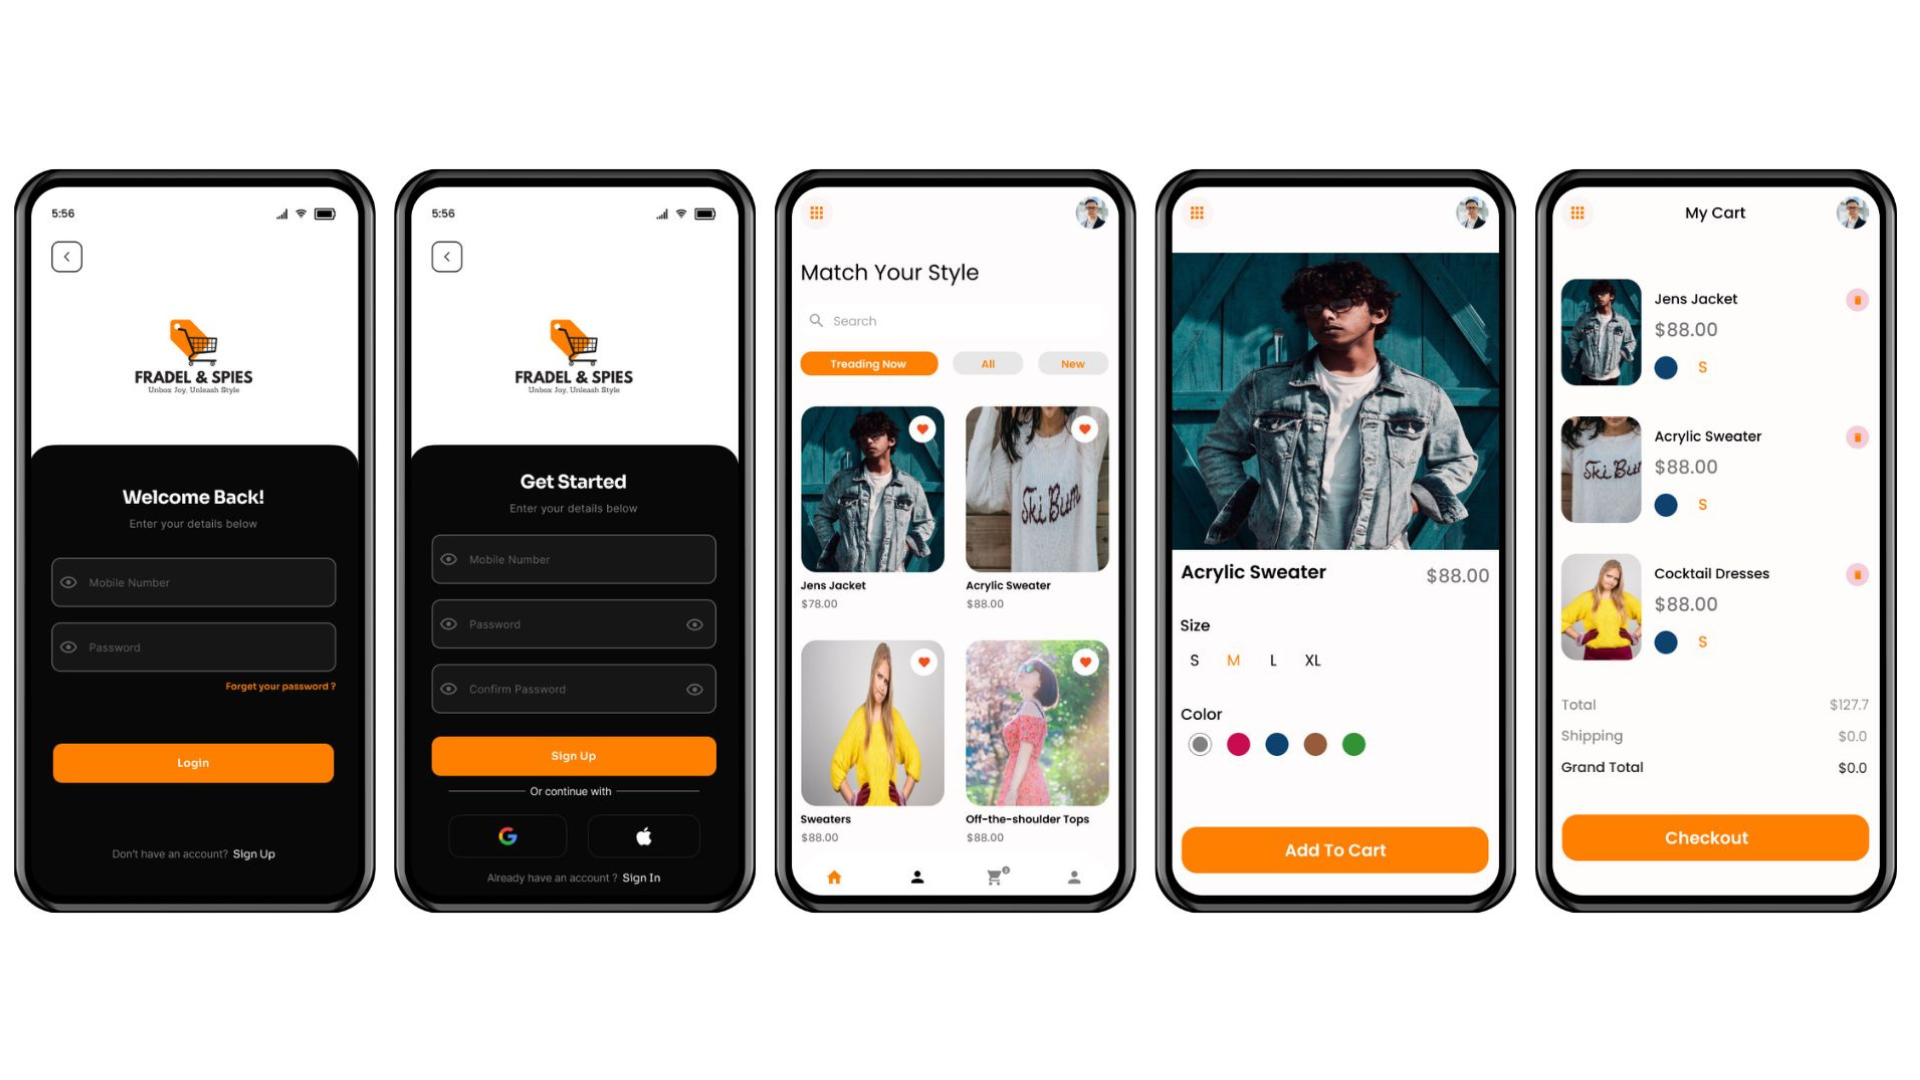 5:56
FRADEL & SPIES
Unbox Joy, Unleash Style
Welcome Back!
Enter your details below
Mobile Number
Password
Forget your password ?
Login
Don't have an account? Sign Up
5:56
FRADEL & SPIES
Unbox Joy, Unleash Style
Get Started
Enter your details below
Mobile Number
Password
Confirm Password
Sign Up
Or continue with
Already have an account ? Sign In
Match Your Style
Search
Treading Now All New
Ski Bum
Jens Jacket Acrylic Sweater
$78.00 $88.00
Sweaters Off-the-shoulder Tops
$88.00 $88.00
Acrylic Sweater $88.00
Size
S M L XL
Color
Add To Cart
My Cart
Jens Jacket
$88.00
S
Acrylic Sweater
Ski Bu
$88.00
S
Cocktail Dresses
$88.00
S
Total $127.7
Shipping $0.0
Grand Total $0.0
Checkout